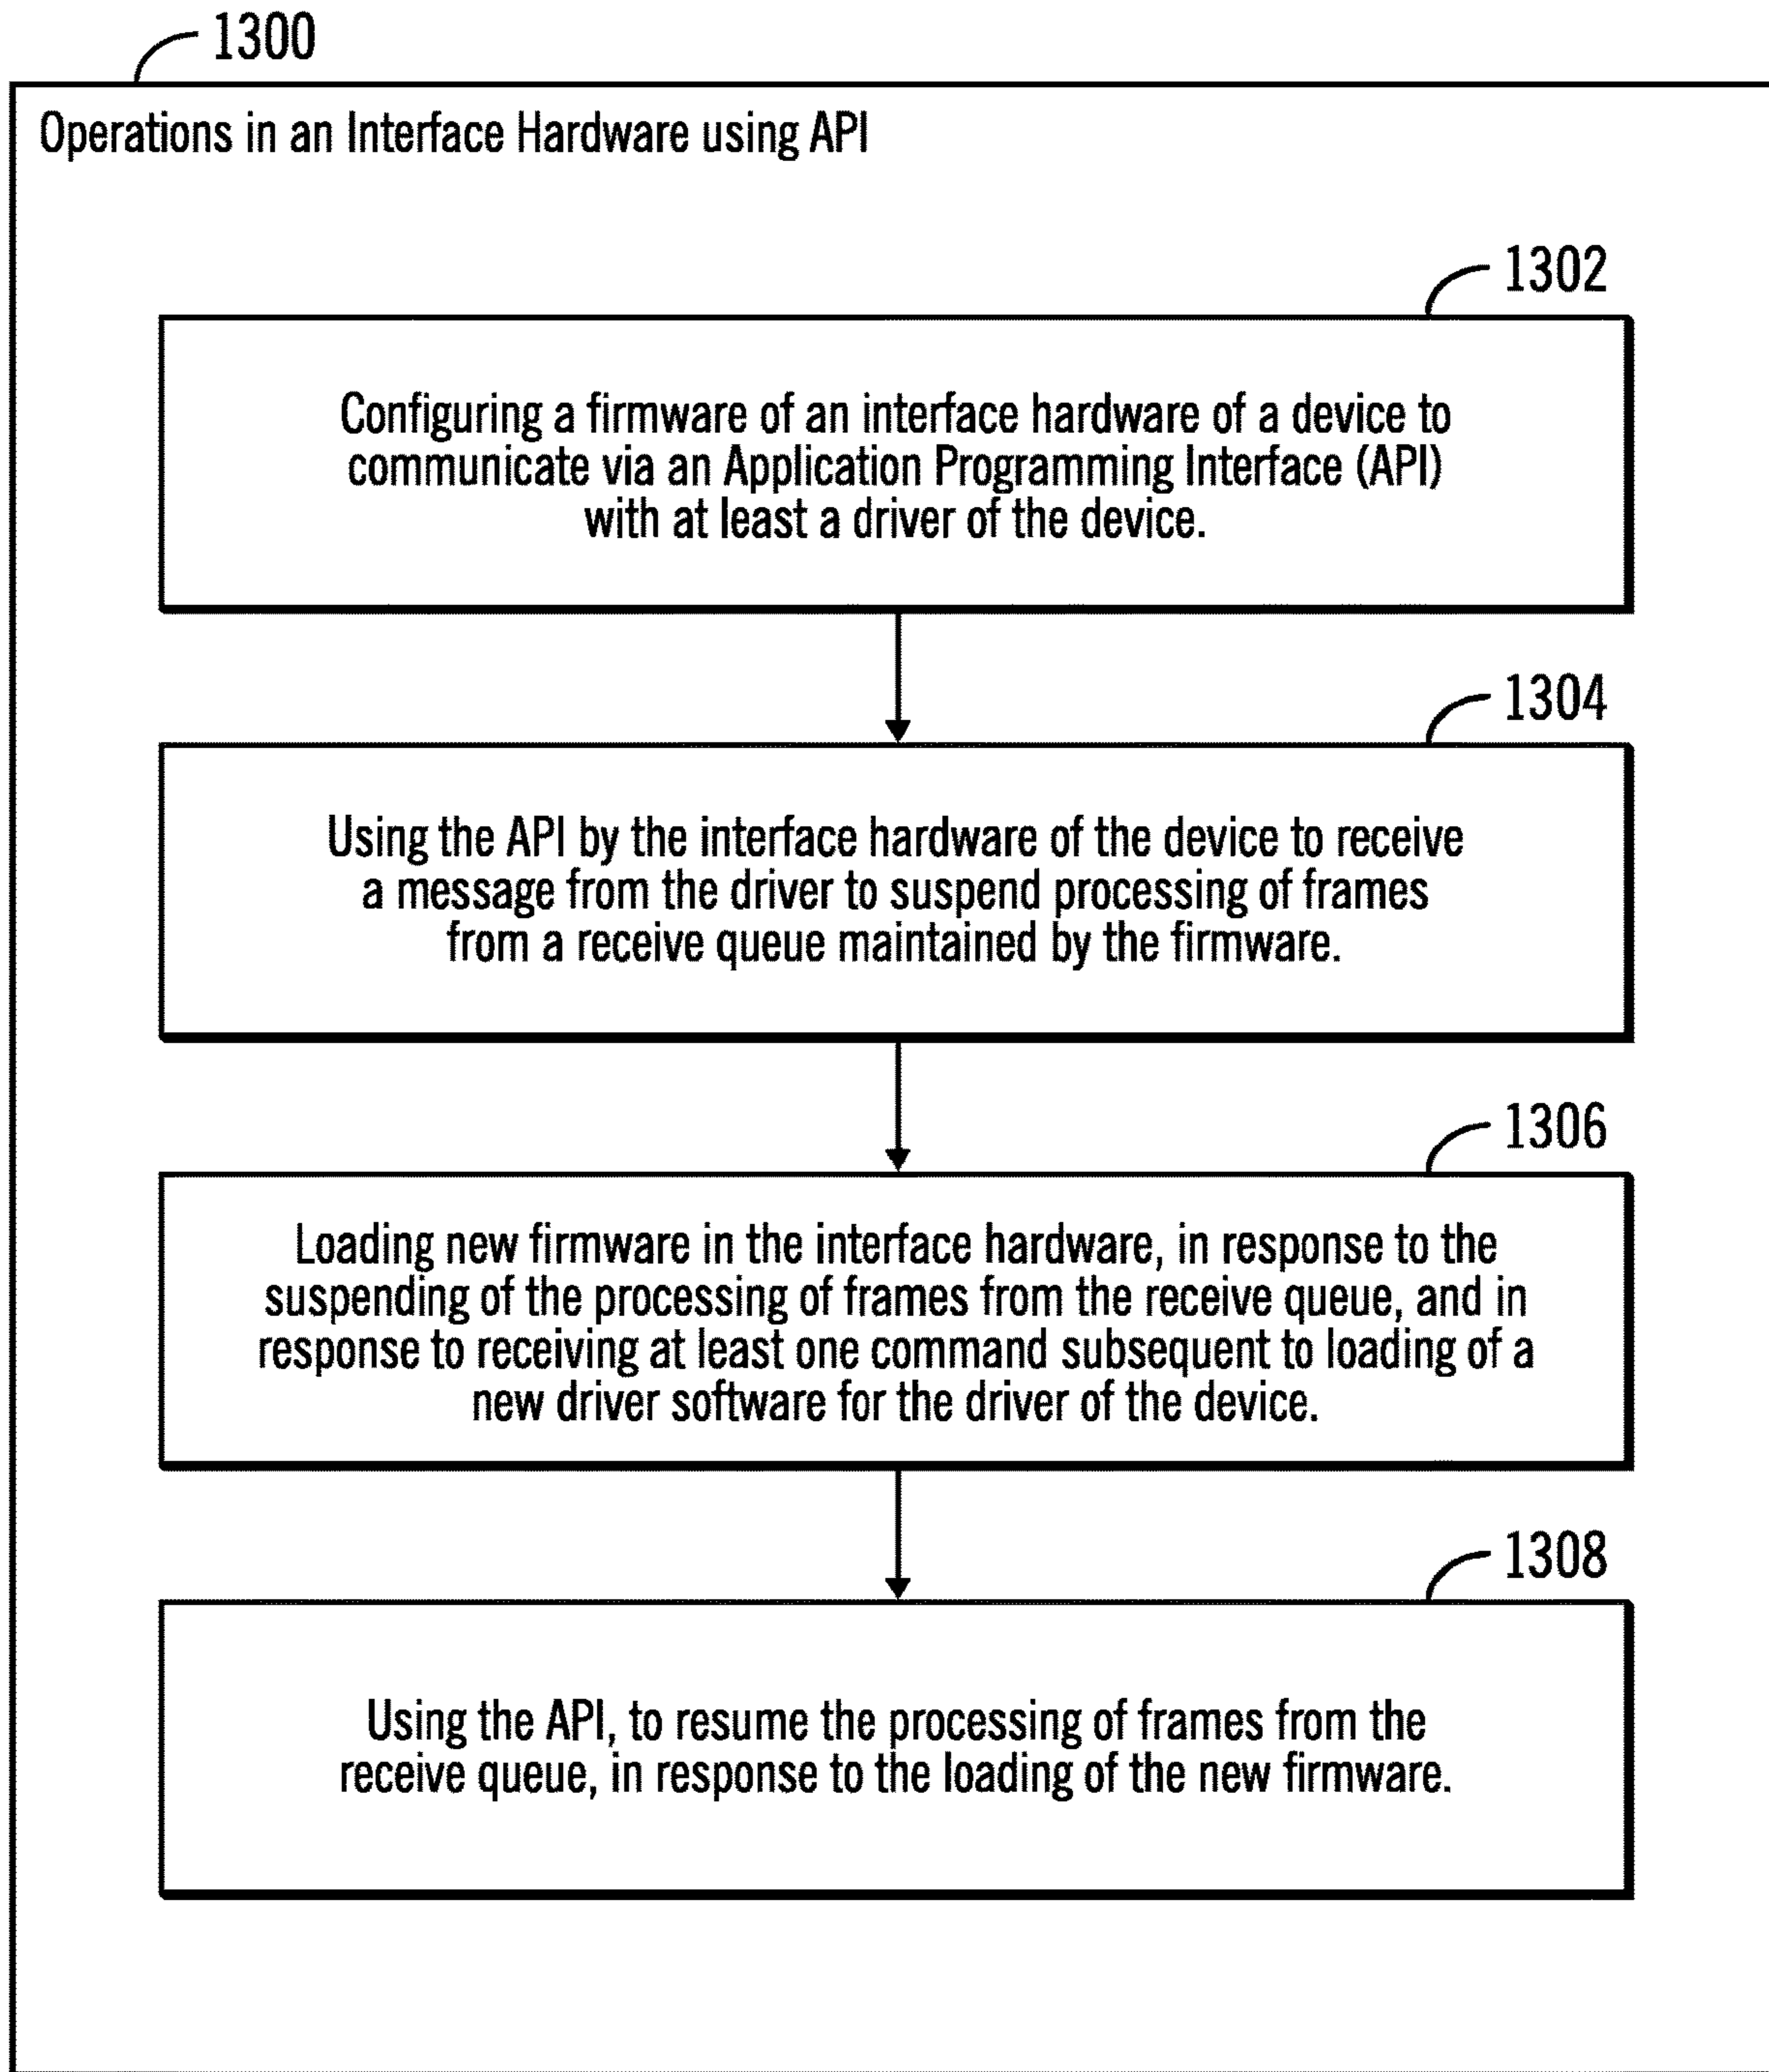 1300
Operations in an Interface Hardware using API
1302
Configuring a firmware of an interface hardware of a device to
communicate via an Application Programming Interface (API)
with at least a driver of the device.
1304
Using the API by the interface hardware of the device to receive
a message from the driver to suspend processing of frames
from a receive queue maintained by the firmware.
1306
Loading new firmware in the interface hardware, in response to the
suspending of the processing of frames from the receive queue, and in
response to receiving at least one command subsequent to loading of a
new driver software for the driver of the device.
1308
Using the API, to resume the processing of frames from the
receive queue, in response to the loading of the new firmware.